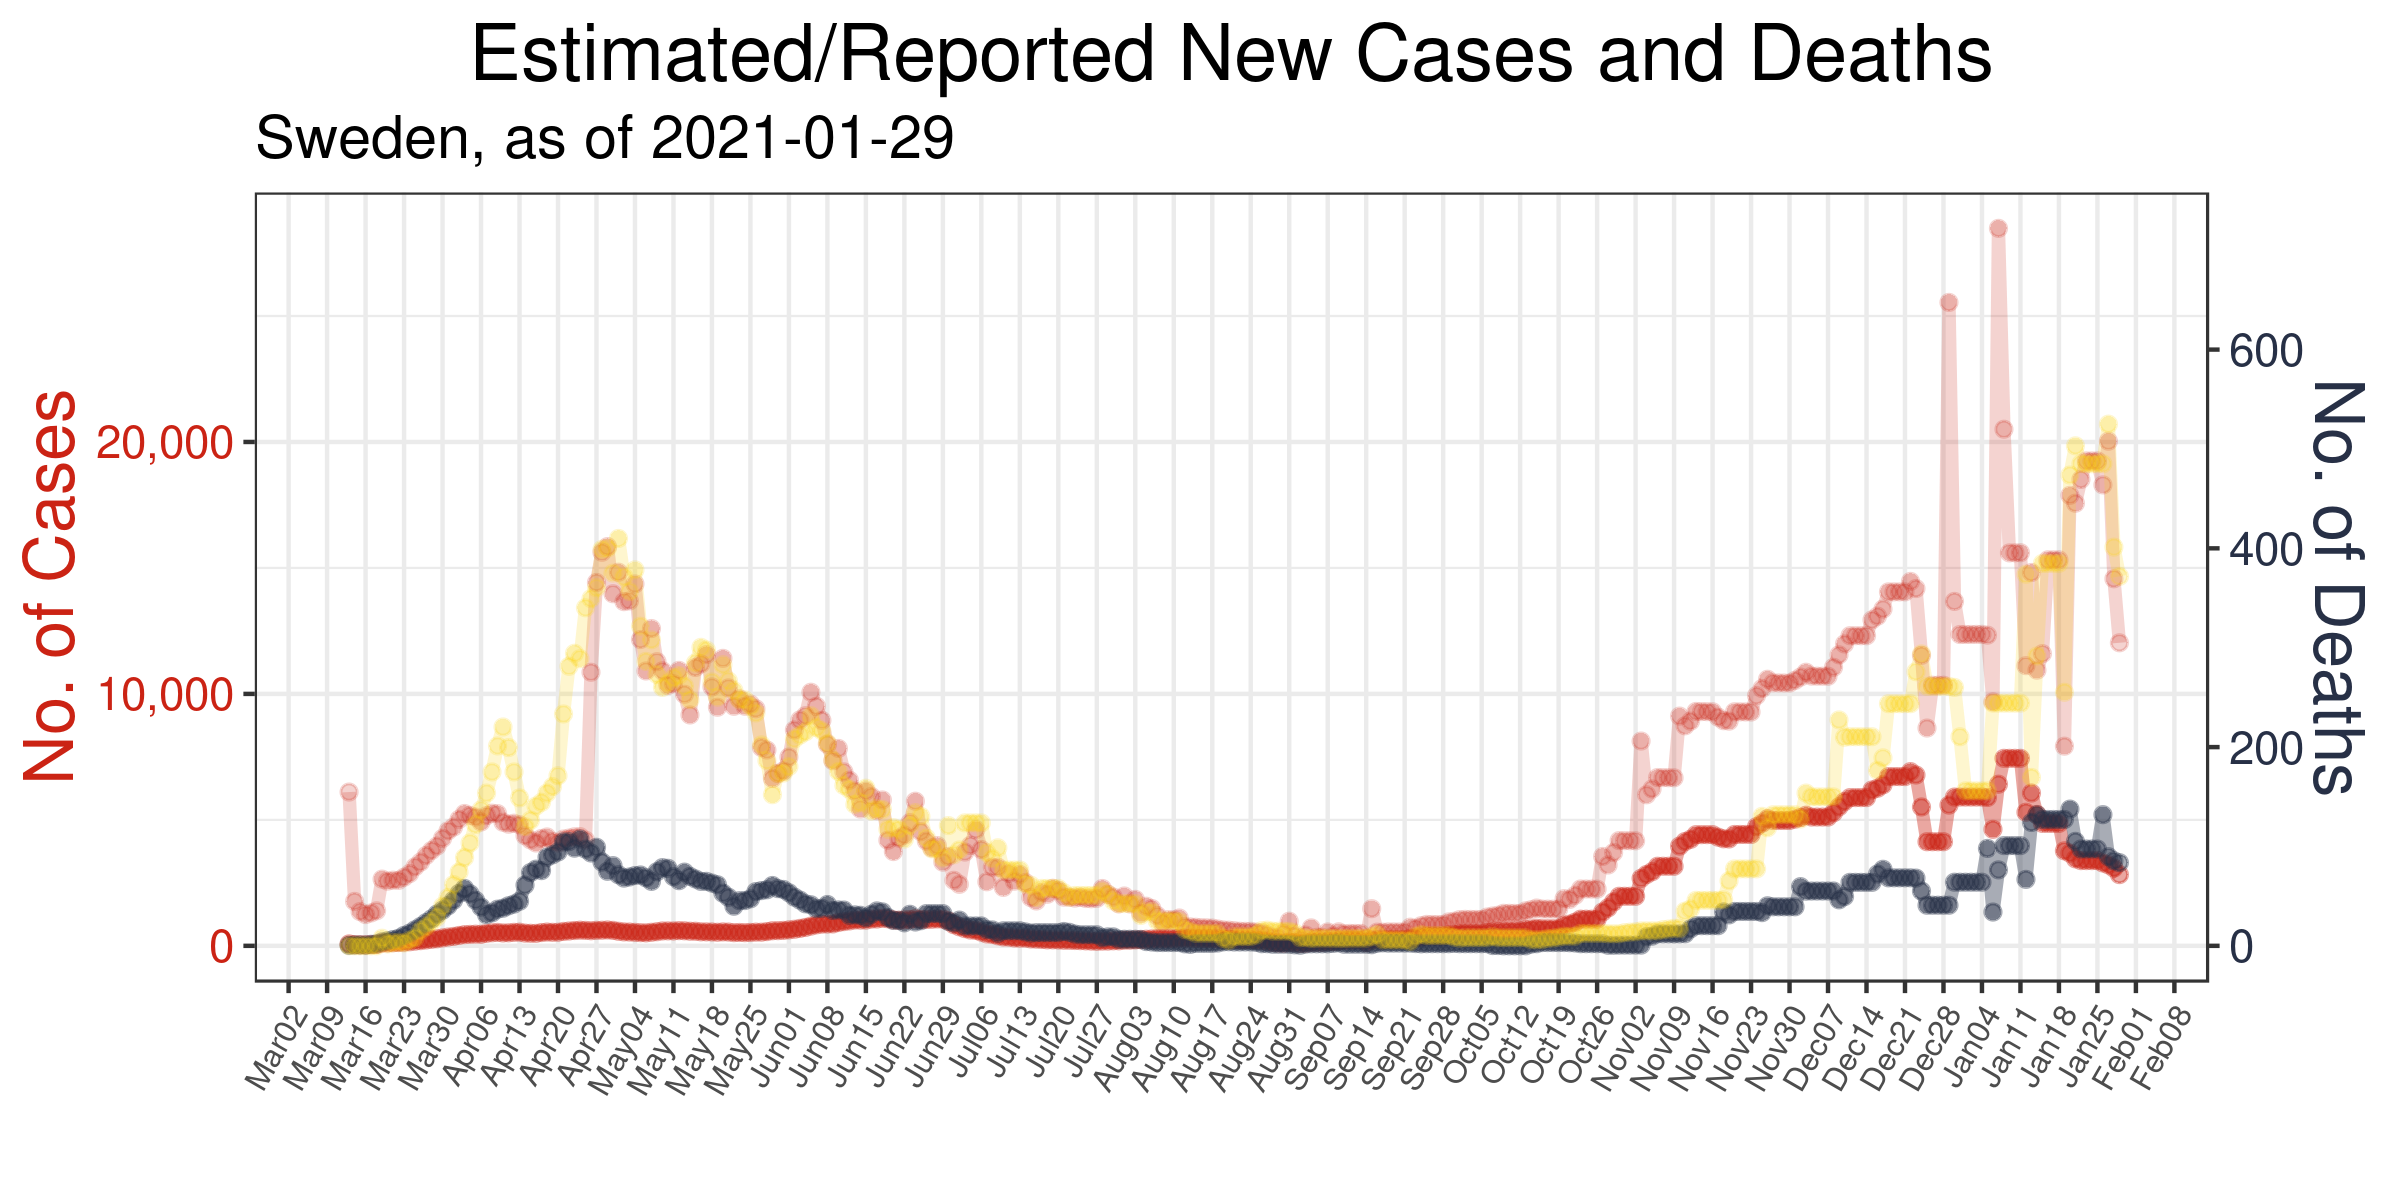 Estimated/Reported New Cases and Deaths
Sweden, as of 2021-01-29
No. of Cases
20,000
10,000
0
600
400
200
0
No. of Deaths
Mar02 Mar09 Mar16 Mar23 Mar30 Apr06 Apr13 Apr20 Apr27 May04 May11 May18 May25 Jun01 Jun08 Jun15 Jun22 Jun29 Jul06 Jul13 Jul20 Jul27 Aug03 Aug10 Aug17 Aug24 Aug31 Sep07 Sep14 Sep21 Sep28 Oct05 Oct12 Oct19 Oct26 Nov02 Nov09 Nov16 Nov23 Nov30 Dec07 Dec14 Dec21 Dec28 Jan04 Jan11 Jan18 Jan25 Feb01 Feb08